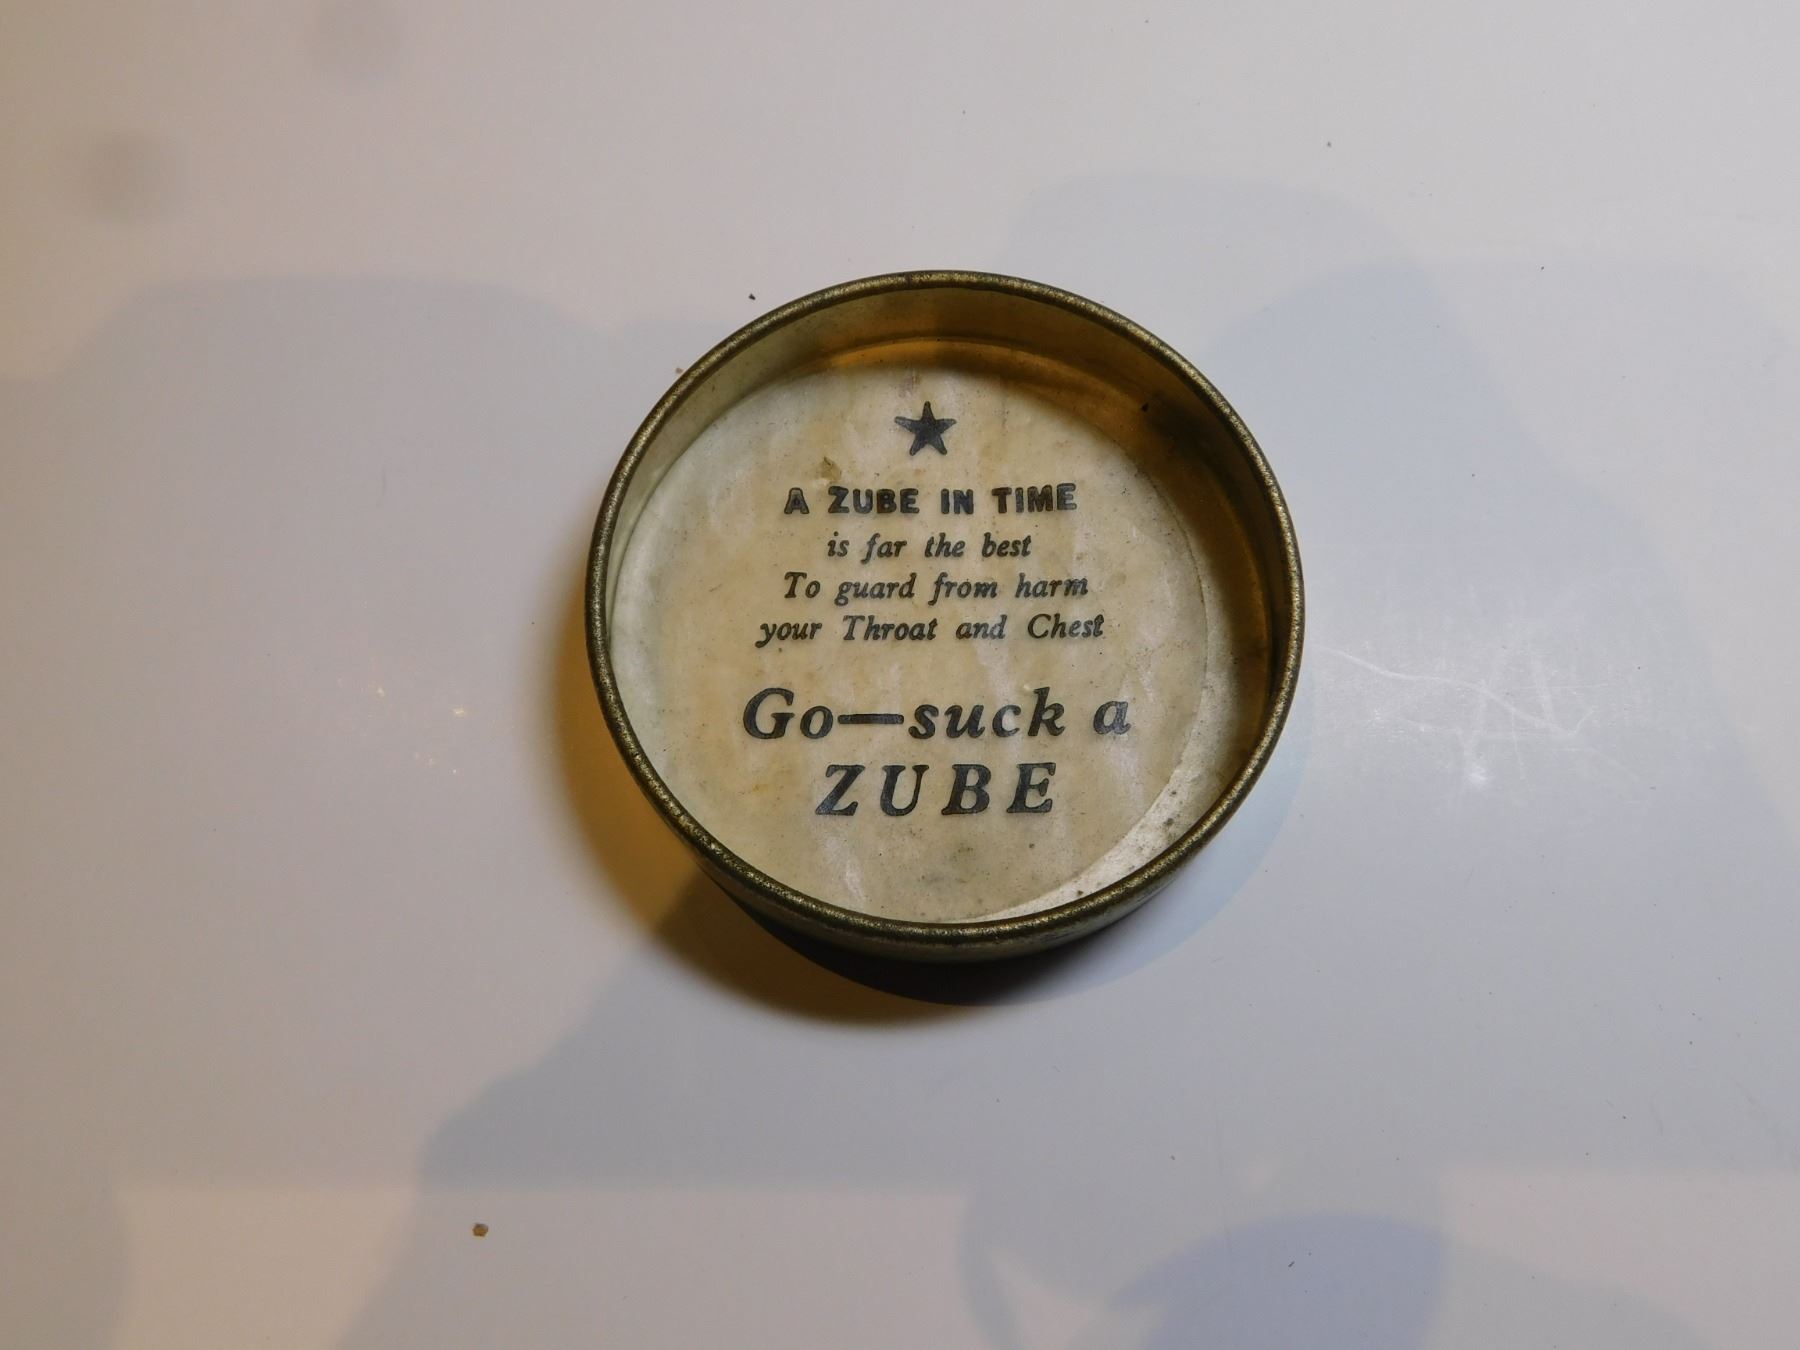 A ZUBE IN TIME
is far the best
To guard from harm
your Throat and Chest
Go—suck a
ZUBE